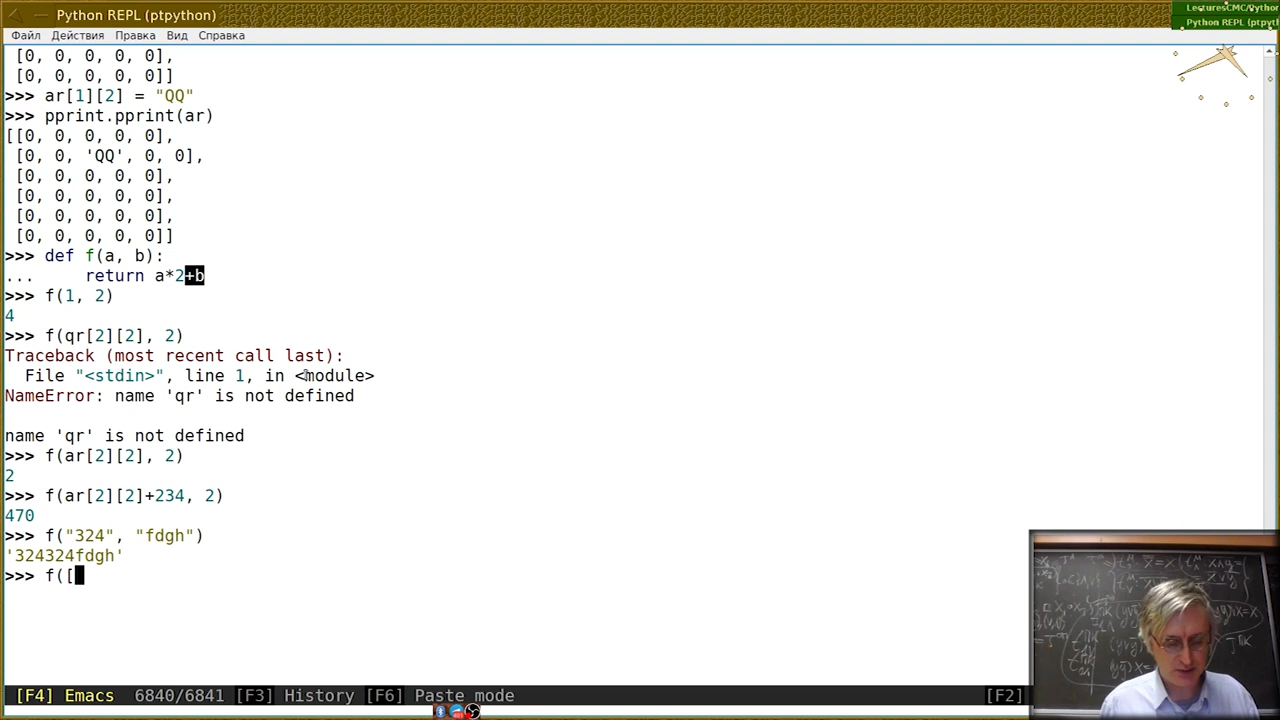 Python REPL (ptpython)
LecturesCMC/Python
Python REPL (ptpyth
Файл Действия Правка Вид Справка
[0, 0, 0, 0, 0],
[0, 0, 0, 0, 0]]
>>> ar[1][2] = "QQ"
>>> pprint.pprint(ar)
[[0, 0, 0, 0, 0],
[0, 0, 'QQ', 0, 0],
[0, 0, 0, 0, 0],
[0, 0, 0, 0, 0],
[0, 0, 0, 0, 0],
[0, 0, 0, 0, 0]]
>>> def f(a, b):
...     return a*2+b
>>> f(1, 2)
4
>>> f(qr[2][2], 2)
Traceback (most recent call last):
File "<stdin>", line 1, in <module>
NameError: name 'qr' is not defined
name 'qr' is not defined
>>> f(ar[2][2], 2)
2
>>> f(ar[2][2]+234, 2)
470
>>> f("324", "fdgh")
'324324fdgh'
>>> f([
[F4] Emacs 6840/6841 [F3] History [F6] Paste mode [F2]